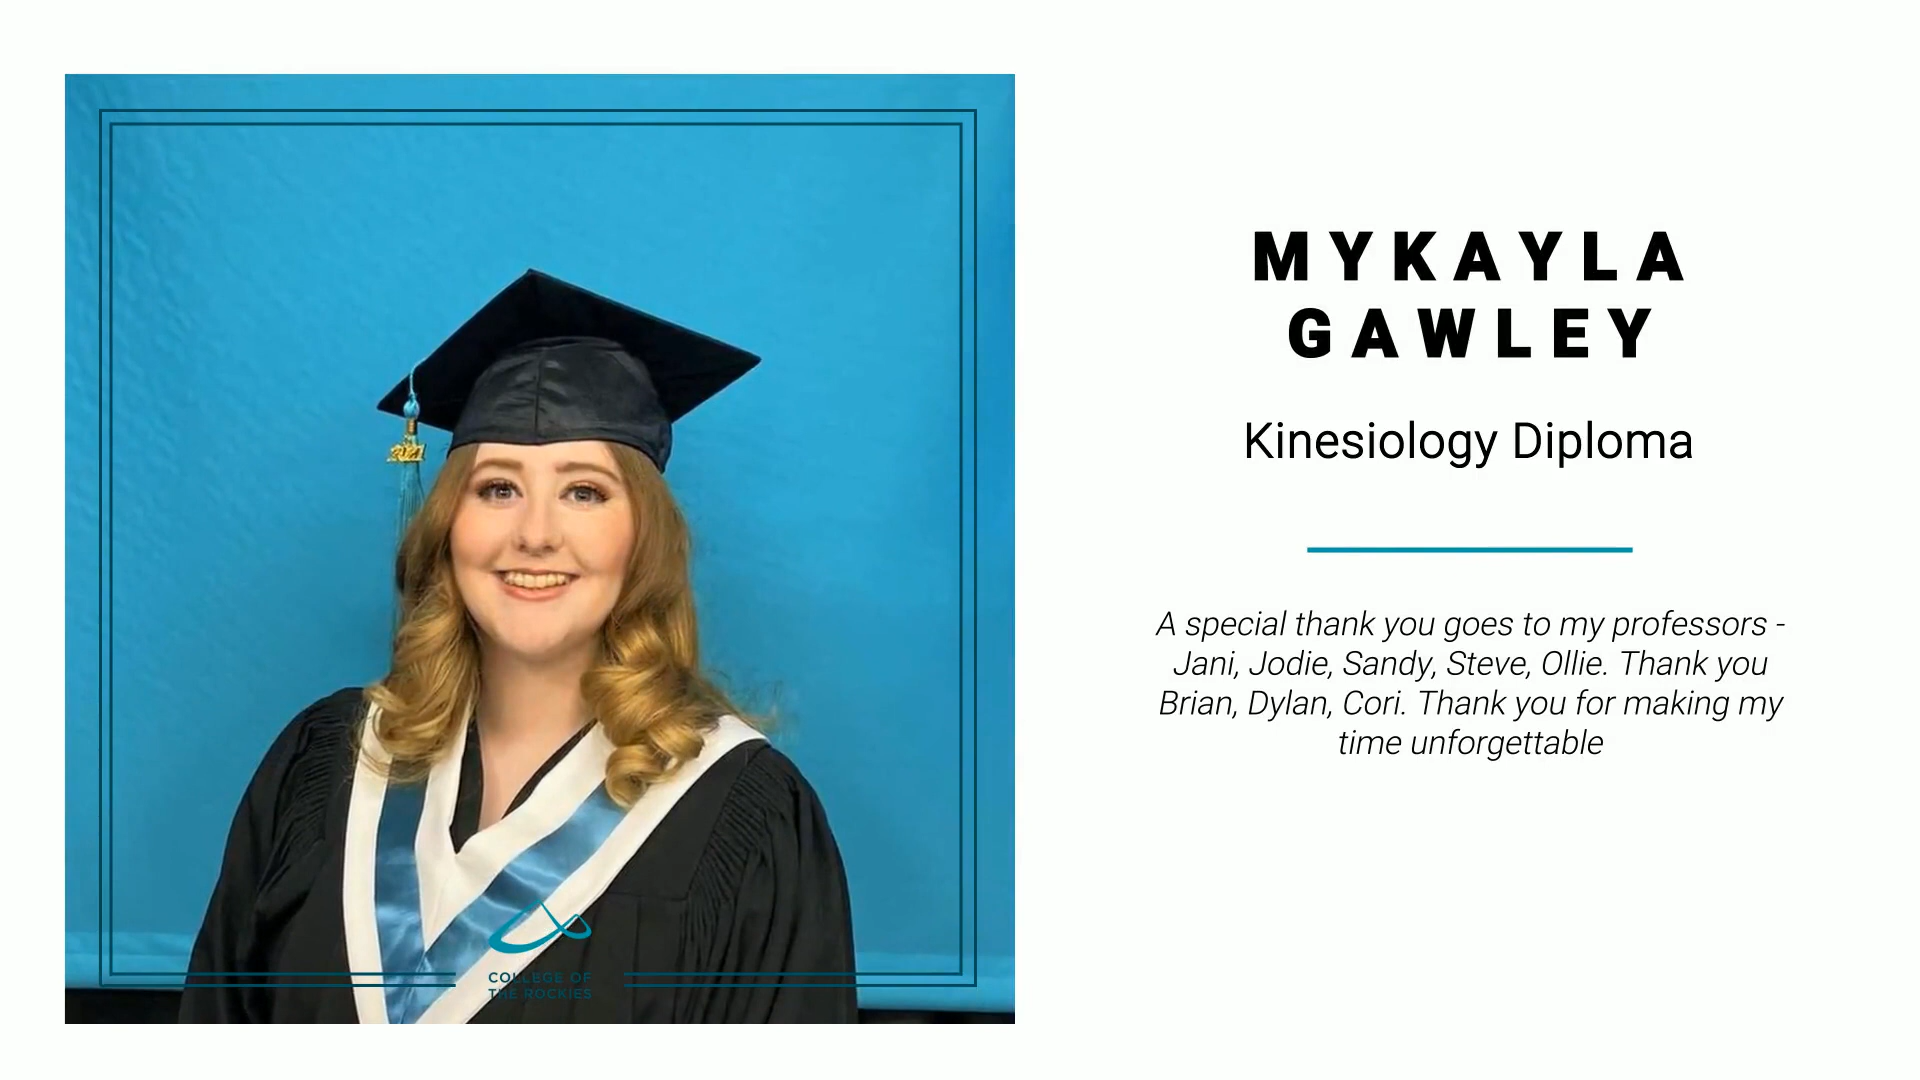 MYKAYLA
GAWLEY
Kinesiology Diploma
A special thank you goes to my professors -
Jani, Jodie, Sandy, Steve, Ollie. Thank you
Brian, Dylan, Cori. Thank you for making my
time unforgettable
COLLEGE OF
THE ROCKIES